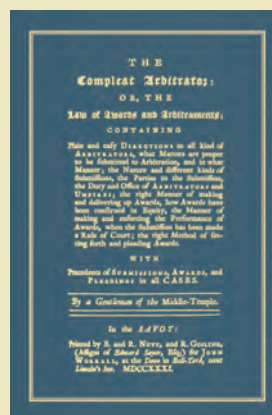 THE
Compleat Arbitrator:
OR, THE
Law of Awards and Arbitraments;
CONTAINING
Plain and easy DIRECTIONS to all kind of
ARBITRATORS, what Matters are proper
to be submitted to Arbitration, and in what
Manner; the Nature and different kinds of
Submissions, the Parties to the Submission,
the Duty and Office of ARBITRATORS and
UMPIRES; the right Manner of making
and delivering up Awards, how Awards have
been construed in Equity, the Manner of
making and enforcing the Performance of
Awards, when the Submission has been made
a Rule of Court; the right Method of set-
ting forth and pleading Awards.
WITH
Precedents of SUBMISSIONS, AWARDS, and
PLEADINGS in all CASES.
By a Gentleman of the Middle-Temple.
In the SAVOY:
Printed by E. and R. NUTT, and R. GOSLING,
(Assigns of Edward Sayer, Esq;) for JOHN
WORRALL, at the Dove in Bell-Yard, near
Lincoln's Inn. MDCCXXXI.